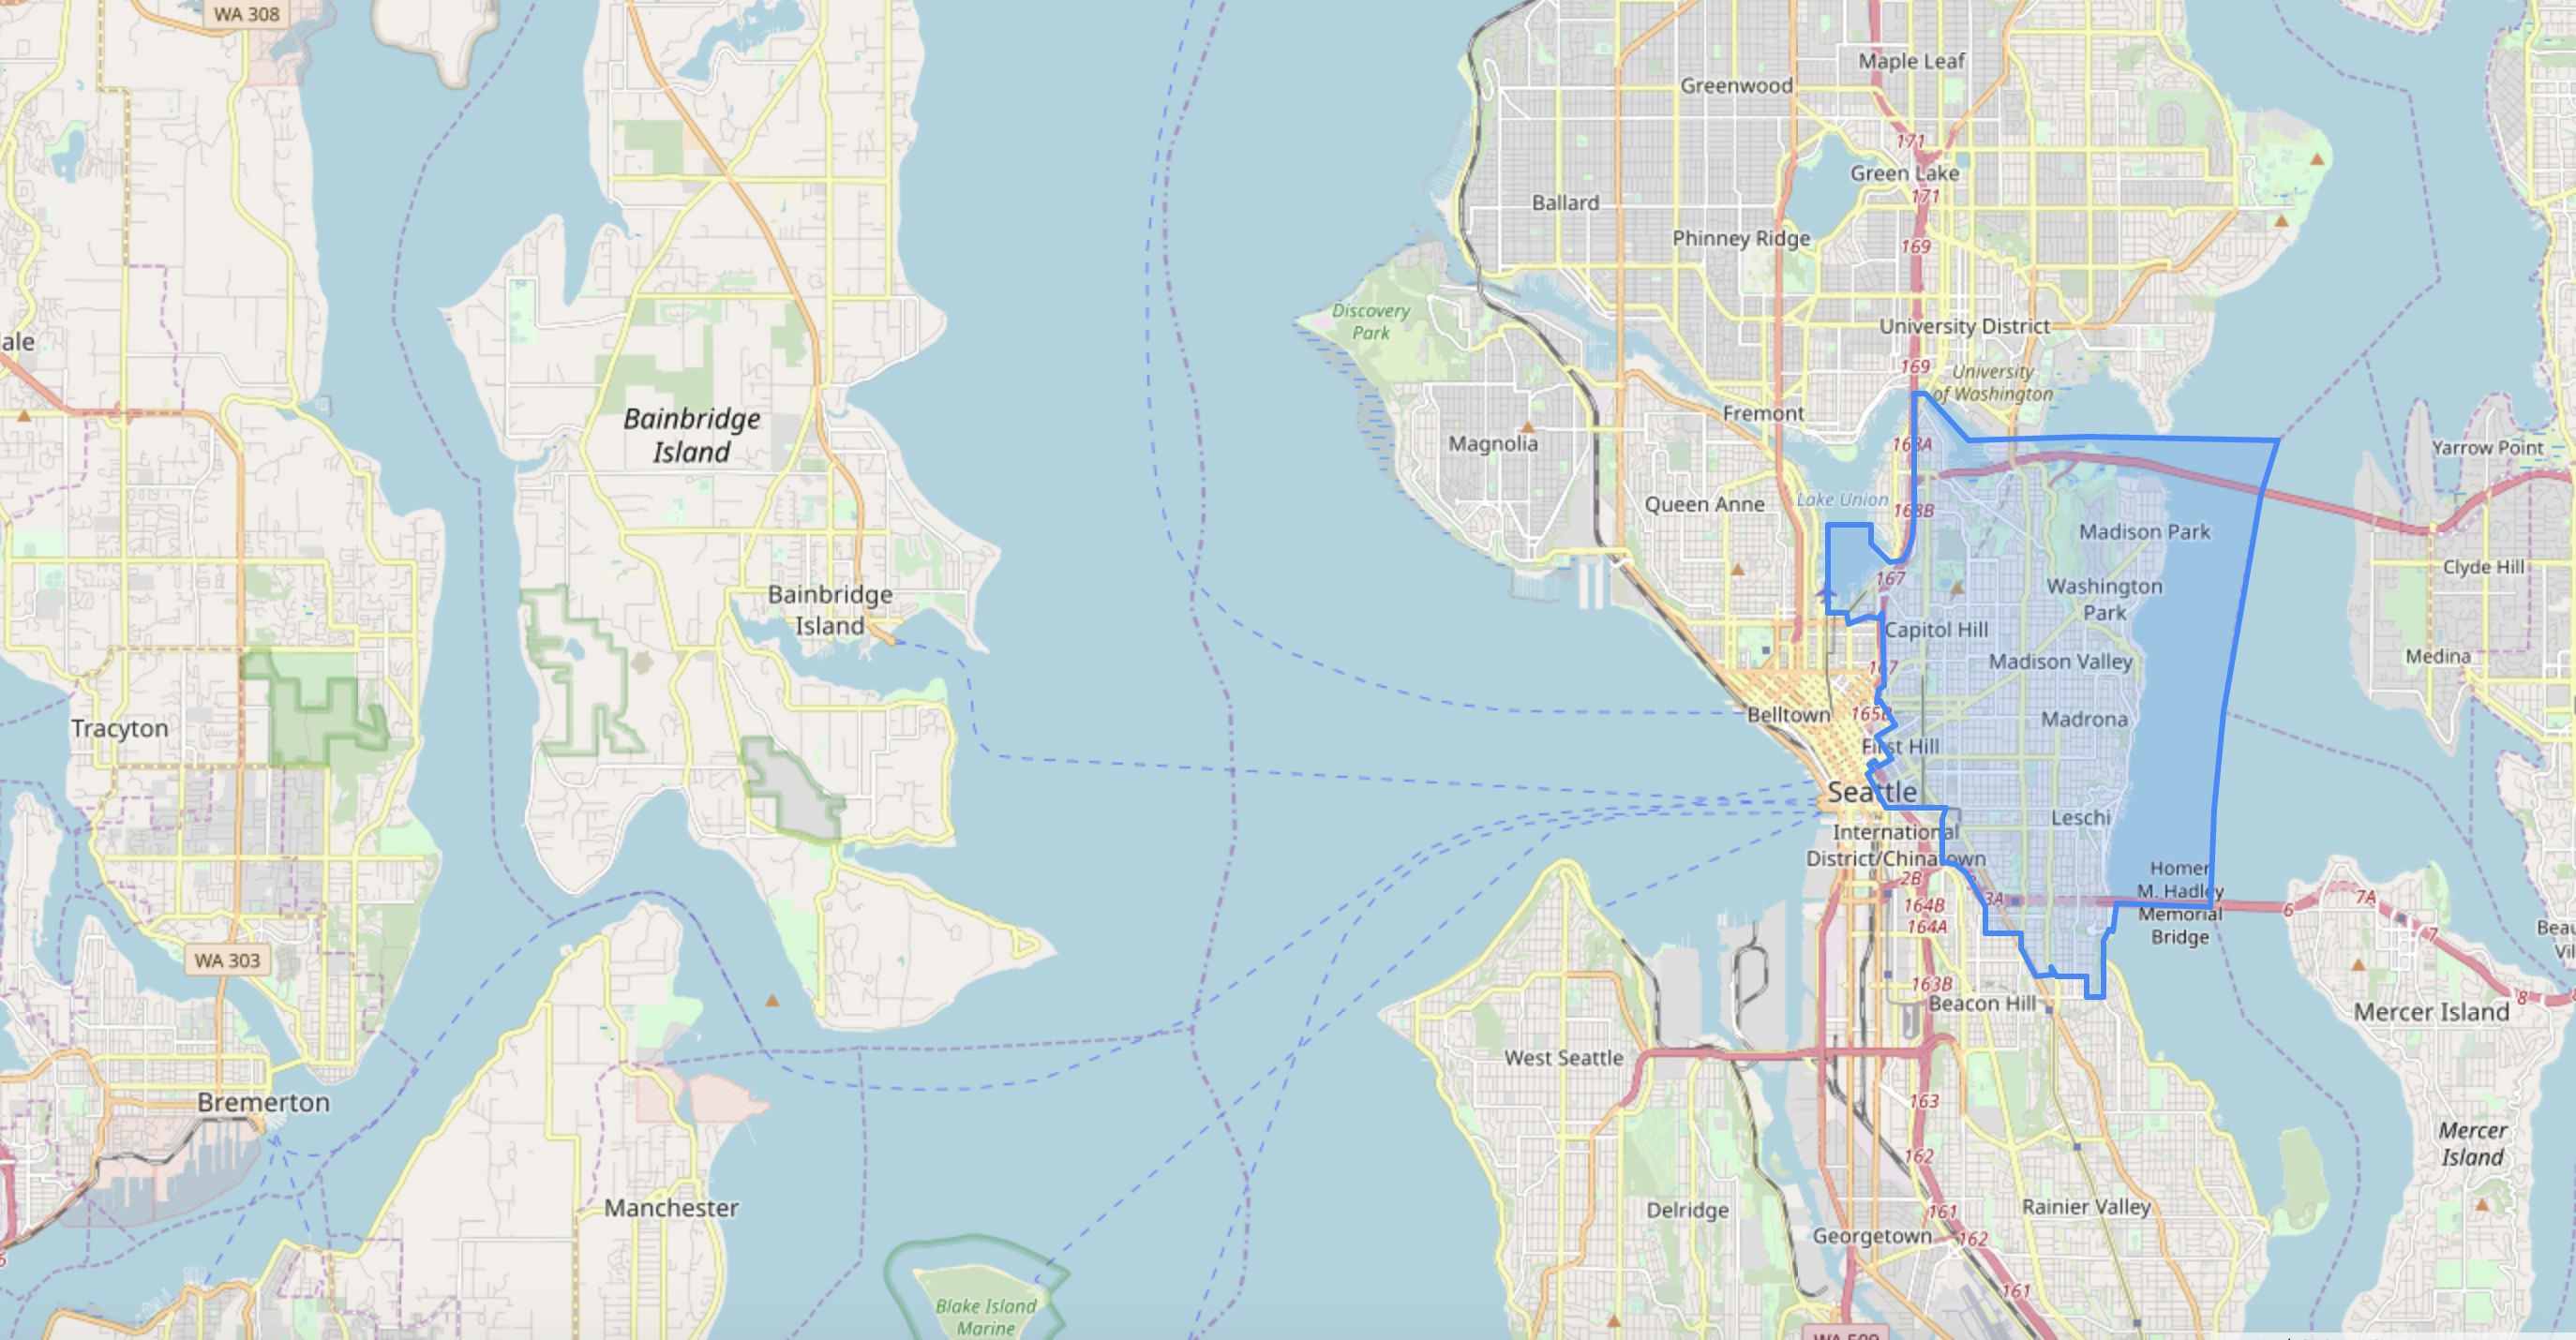 WA 308
Maple Leaf
Greenwood
171
Green Lake
171
Ballard
Phinney Ridge
169
Discovery
Park
University District
ale
169
University
of Washington
Fremont
Bainbridge
Island
Magnolia
168A
Yarrow Point
Queen Anne
Lake Union
168B
Madison Park
Clyde Hill
167
Washington
Park
Bainbridge
Island
Capitol Hill
Madison Valley
Medina
167
Tracyton
Belltown
165B
Madrona
First Hill
Seattle
Leschi
International
District/Chinatown
Homer
M. Hadley
Memorial
Bridge
2B
3A
164B
164A
6
7A
7
Beau
Vil
WA 303
163B
Beacon Hill
8
Mercer Island
West Seattle
Bremerton
163
Mercer
Island
162
Manchester
Delridge
161
Rainier Valley
Georgetown
162
161
Blake Island
Marine
WA 509